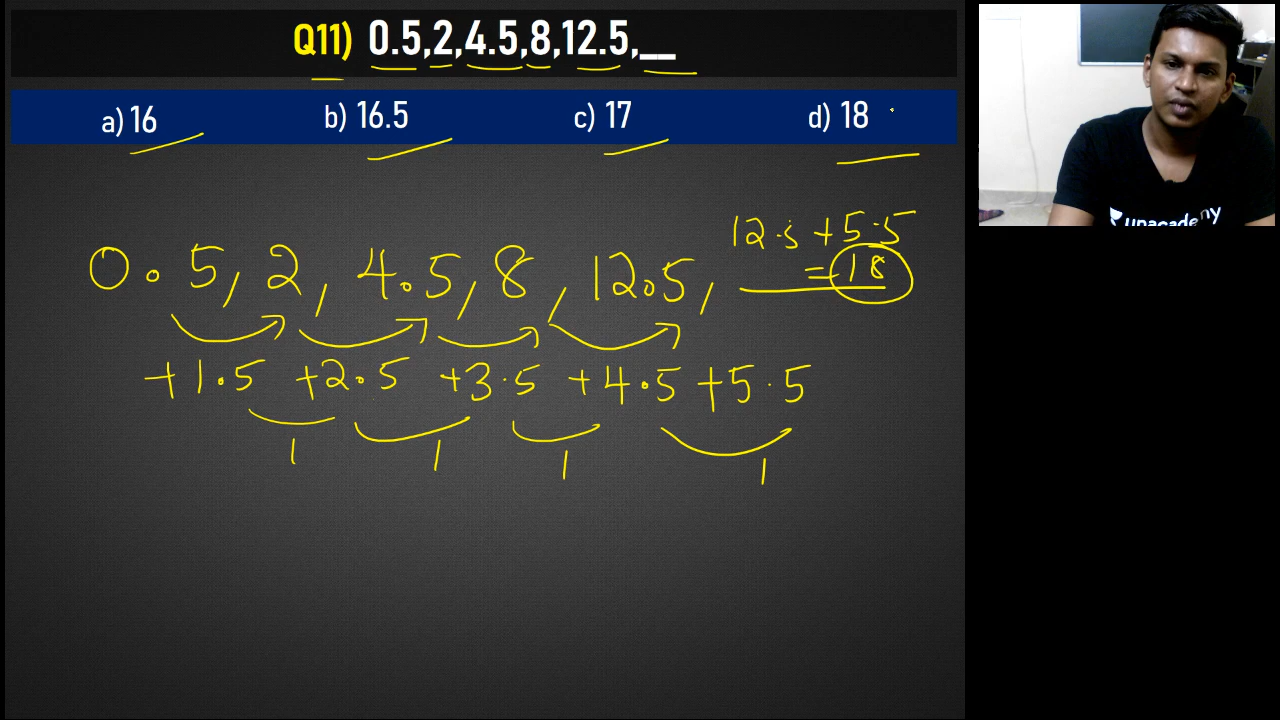 Q11) 0.5,2,4.5,8,12.5,__
a) 16 b) 16.5 c) 17 d) 18
unacademy
12.5 + 5.5
0.5, 2, 4.5, 8, 12.5, = 18
+1.5 +2.5 +3.5 +4.5 +5.5
1 1 1 1